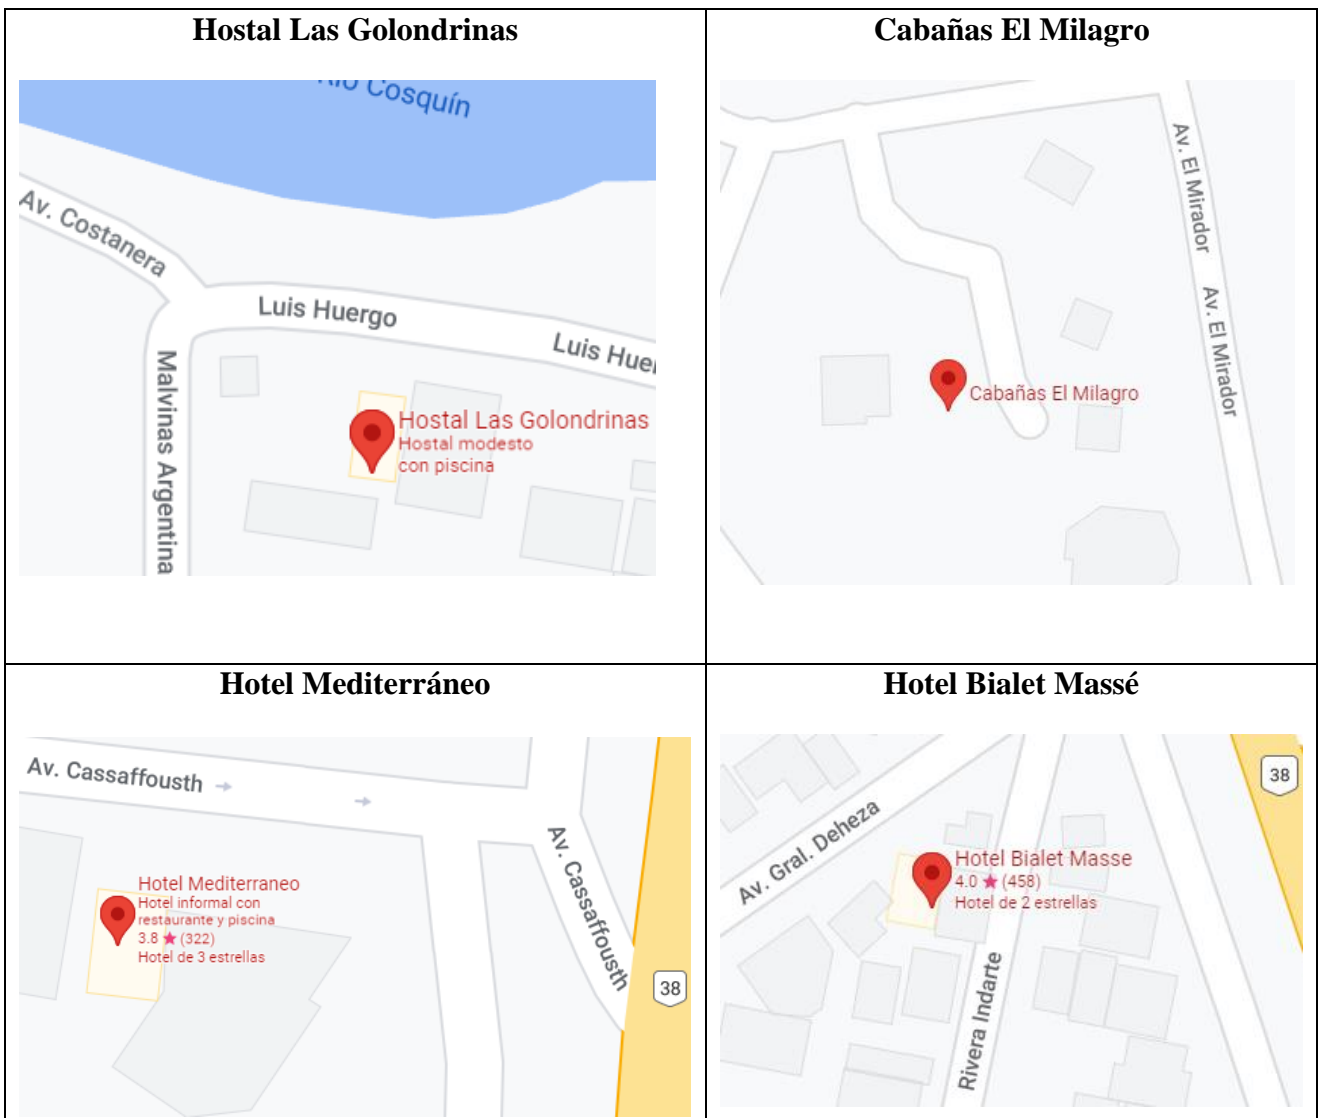 Hostal Las Golondrinas
Río Cosquín
Av. Costanera
Luis Huergo
Luis Huer
Malvinas Argentina
Hostal Las Golondrinas
Hostal modesto
con piscina
Cabañas El Milagro
Av. El Mirador
Av. El Mirador
Cabañas El Milagro
Hotel Mediterráneo
Av. Cassaffousth
Av. Cassaffousth
Hotel Mediterraneo
Hotel informal con
restaurante y piscina
3.8 ★ (322)
Hotel de 3 estrellas
38
Hotel Bialet Massé
38
Av. Gral. Deheza
Hotel Bialet Masse
4.0 ★ (458)
Hotel de 2 estrellas
Rivera Indarte